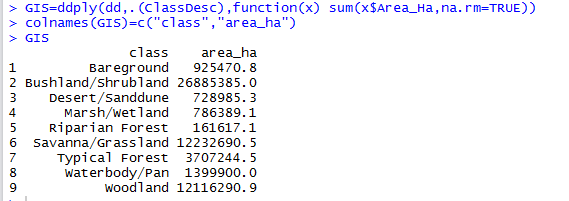 > GIS=ddply(dd,.(ClassDesc),function(x) sum(x$Area_Ha,na.rm=TRUE))
> colnames(GIS)=c("class","area_ha")
> GIS
class area_ha
1 Bareground 925470.8
2 Bushland/Shrubland 26885385.0
3 Desert/Sanddune 728985.3
4 Marsh/Wetland 786389.1
5 Riparian Forest 161617.1
6 Savanna/Grassland 12232690.5
7 Typical Forest 3707244.5
8 Waterbody/Pan 1399900.0
9 Woodland 12116290.9